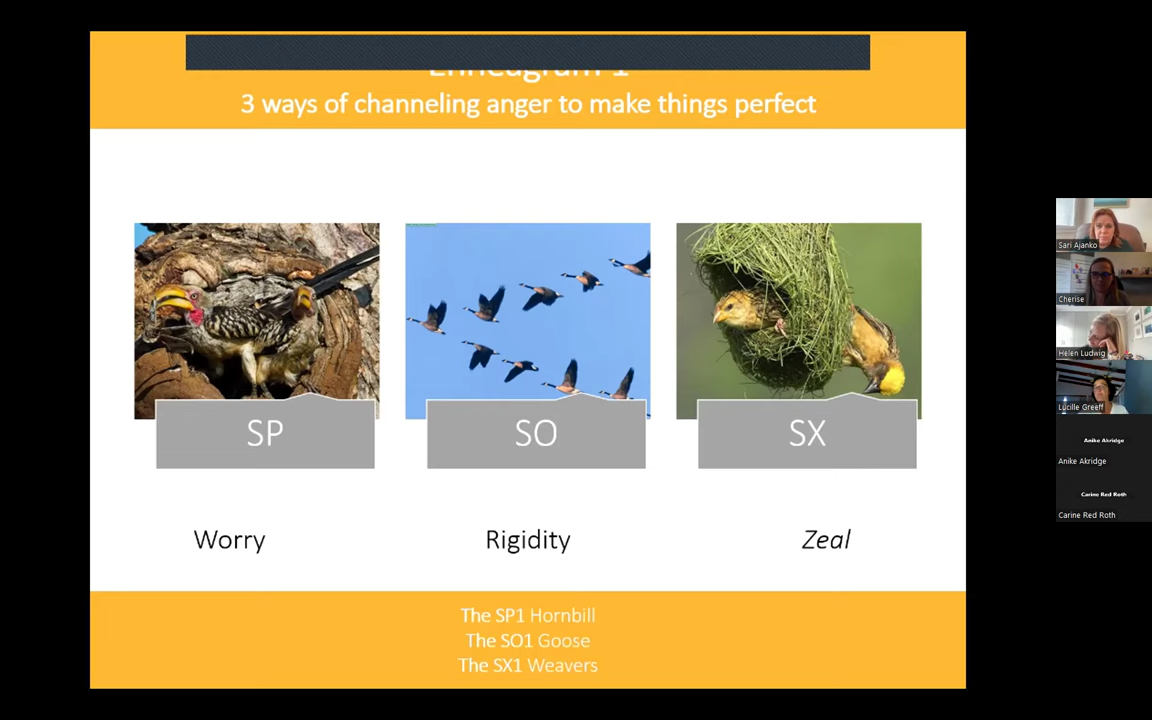 Enneagram 1
3 ways of channeling anger to make things perfect
SP
SO
SX
Worry
Rigidity
Zeal
The SP1 Hornbill
The SO1 Goose
The SX1 Weavers
Sari Ajanko
Cherise
Helen Ludwig
Lucille Greeff
Anike Akridge
Anike Akridge
Carine Red Roth
Carine Red Roth